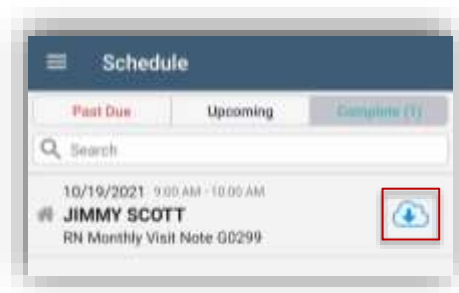 Schedule
Past Due Upcoming Complete (1)
Search
10/19/2021 9:00 AM - 10:00 AM
JIMMY SCOTT
RN Monthly Visit Note G0299